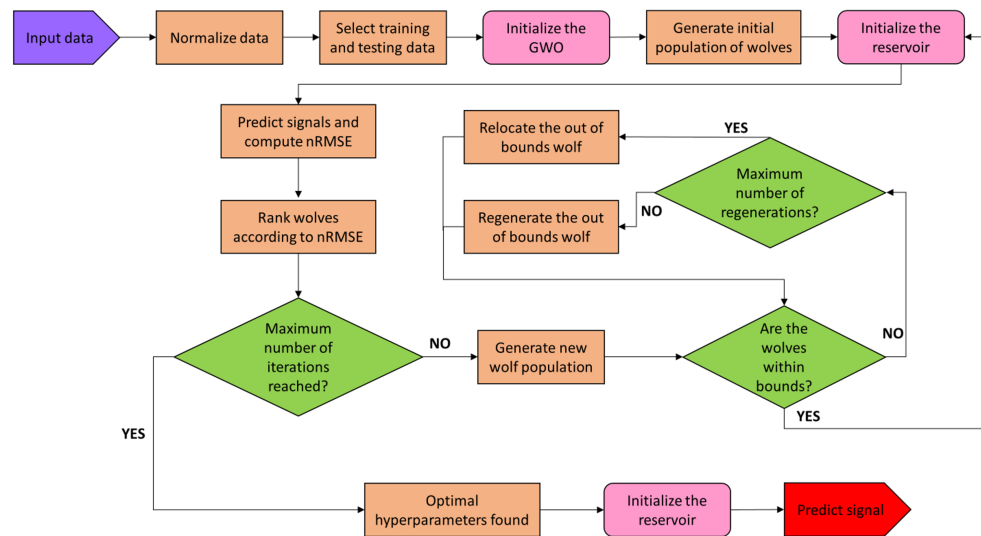 Input data
Normalize data
Select training
and testing data
Initialize the
GWO
Generate initial
population of wolves
Initialize the
reservoir
Predict signals and
compute nRMSE
Relocate the out of
bounds wolf
YES
Maximum
number of
regenerations?
NO
Regenerate the out
of bounds wolf
Rank wolves
according to nRMSE
Maximum
number of
iterations
reached?
NO
Generate new
wolf population
Are the
wolves
within
bounds?
NO
YES
YES
Optimal
hyperparameters found
Initialize the
reservoir
Predict signal